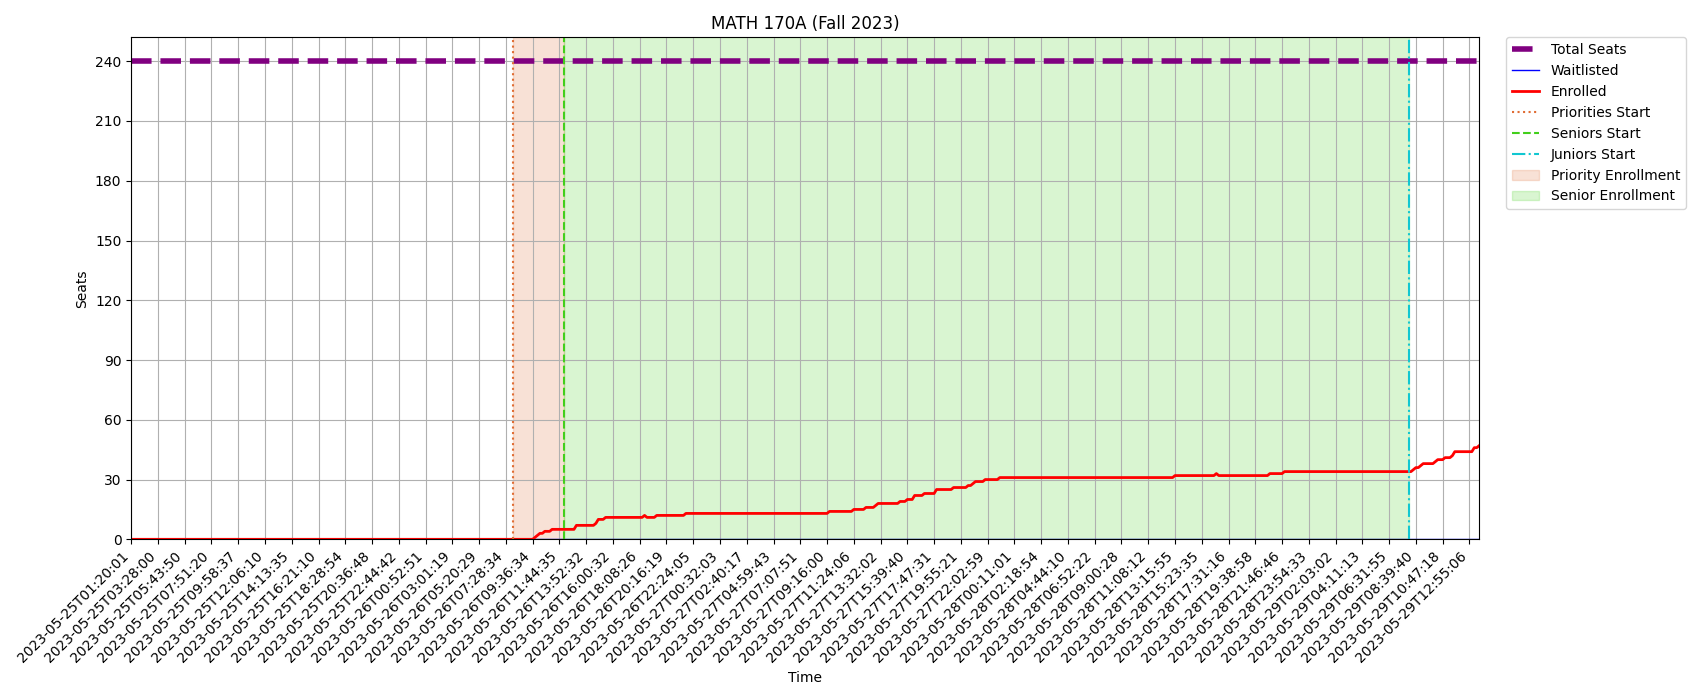 MATH 170A (Fall 2023)
Total Seats
Waitlisted
Enrolled
Priorities Start
Seniors Start
Juniors Start
Priority Enrollment
Senior Enrollment
Seats
240
210
180
150
120
90
60
30
0
2023-05-25T01:20:01
2023-05-25T03:28:00
2023-05-25T05:43:50
2023-05-25T07:51:20
2023-05-25T09:58:37
2023-05-25T12:06:10
2023-05-25T14:13:35
2023-05-25T16:21:10
2023-05-25T18:28:54
2023-05-25T20:36:48
2023-05-25T22:44:42
2023-05-26T00:52:51
2023-05-26T03:01:19
2023-05-26T05:20:29
2023-05-26T07:28:34
2023-05-26T09:36:34
2023-05-26T11:44:35
2023-05-26T13:52:32
2023-05-26T16:00:32
2023-05-26T18:08:26
2023-05-26T20:16:19
2023-05-26T22:24:05
2023-05-27T00:32:03
2023-05-27T02:40:17
2023-05-27T04:59:43
2023-05-27T07:07:51
2023-05-27T09:16:00
2023-05-27T11:24:06
2023-05-27T13:32:02
2023-05-27T15:39:40
2023-05-27T17:47:31
2023-05-27T19:55:21
2023-05-27T22:02:59
2023-05-28T00:11:01
2023-05-28T02:18:54
2023-05-28T04:44:10
2023-05-28T06:52:22
2023-05-28T09:00:28
2023-05-28T11:08:12
2023-05-28T13:15:55
2023-05-28T15:23:35
2023-05-28T17:31:16
2023-05-28T19:38:58
2023-05-28T21:46:46
2023-05-28T23:54:33
2023-05-29T02:03:02
2023-05-29T04:11:13
2023-05-29T06:31:55
2023-05-29T08:39:40
2023-05-29T10:47:18
2023-05-29T12:55:06
Time